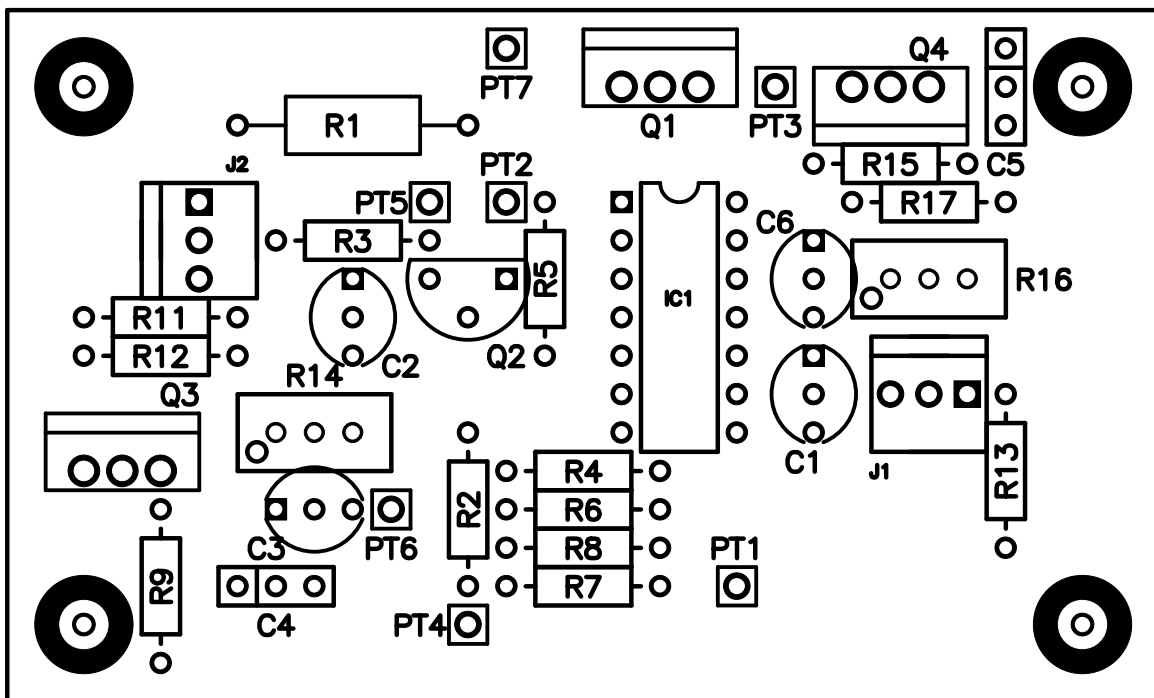 Q4
PT7
Q1
PT3
R1
J2
PT2
R15
C5
PT5
R17
C6
R3
R5
R16
IC1
R11
R12
Q2
C2
R14
Q3
C1
J1
R13
R4
R2
R6
C3
PT6
R8
PT1
R9
R7
C4
PT4